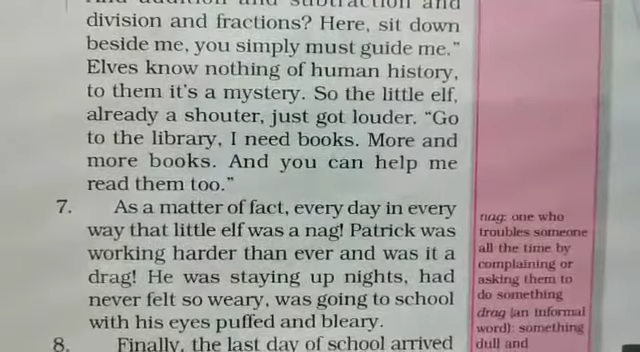 division and fractions? Here, sit down
beside me, you simply must guide me."
Elves know nothing of human history,
to them it's a mystery. So the little elf,
already a shouter, just got louder. "Go
to the library, I need books. More and
more books. And you can help me
read them too."
7. As a matter of fact, every day in every
way that little elf was a nag! Patrick was
working harder than ever and was it a
drag! He was staying up nights, had
never felt so weary, was going to school
with his eyes puffed and bleary.
8. Finally, the last day of school arrived
nag: one who
troubles someone
all the time by
complaining or
asking them to
do something
drag (an informal
word): something
dull and